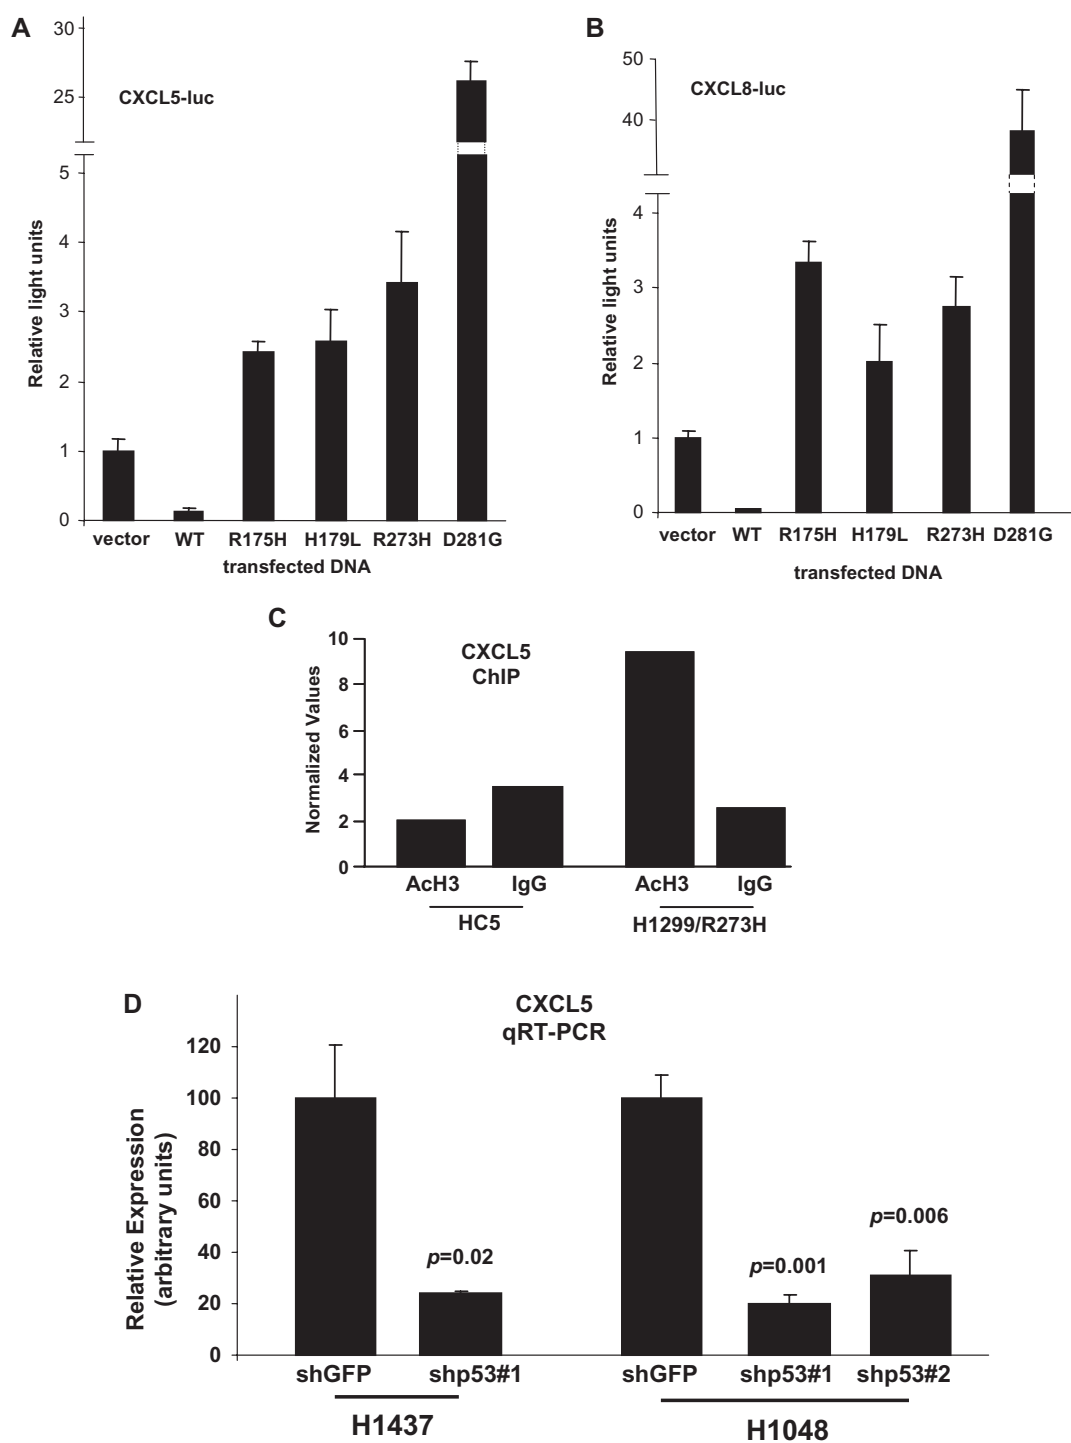 A
CXCL5-luc
Relative light units
30
25
5
4
3
2
1
0
vector WT R175H H179L R273H D281G
transfected DNA
B
CXCL8-luc
Relative light units
50
40
4
3
2
1
0
vector WT R175H H179L R273H D281G
transfected DNA
C
CXCL5
ChIP
Normalized Values
10
8
6
4
2
0
AcH3 IgG AcH3 IgG
HC5 H1299/R273H
D
CXCL5
qRT-PCR
Relative Expression
(arbitrary units)
120
100
80
60
40
20
0
p=0.02
p=0.001
p=0.006
shGFP shp53#1 shGFP shp53#1 shp53#2
H1437 H1048